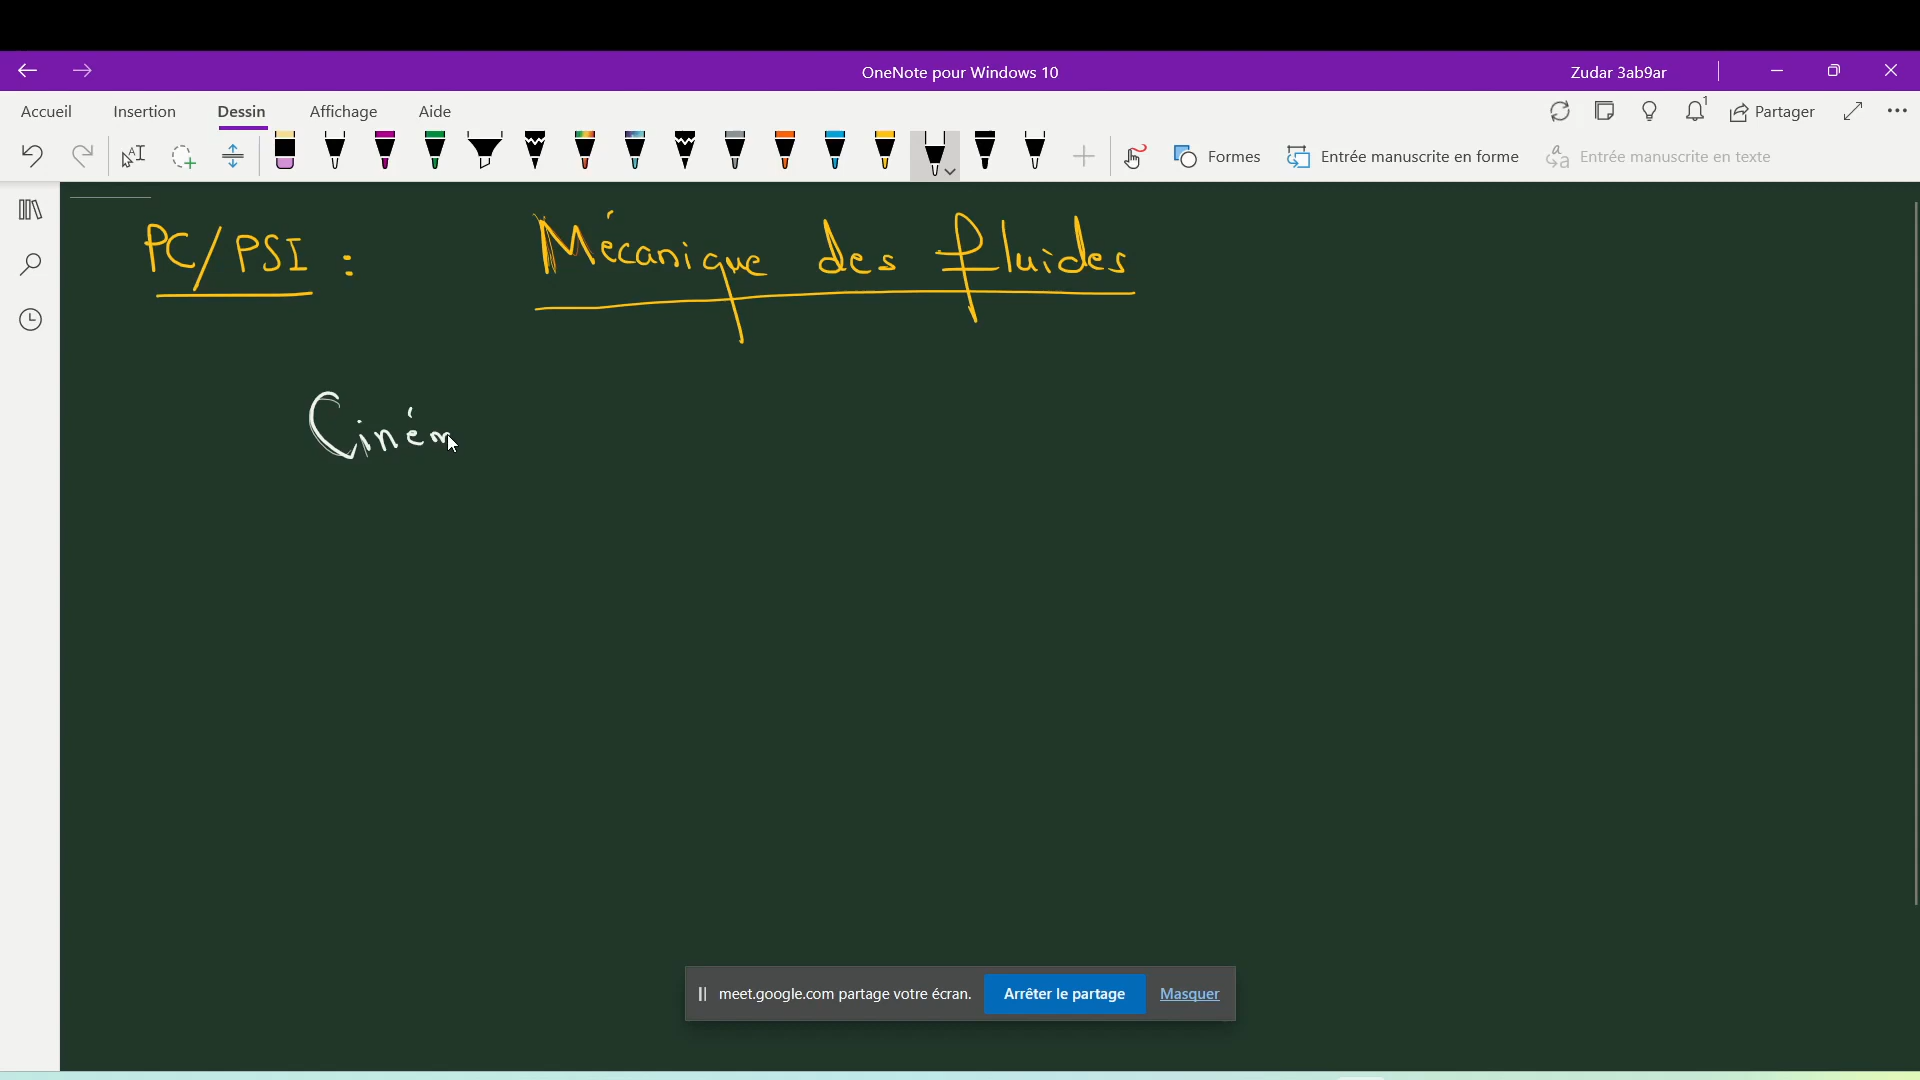 OneNote pour Windows 10
Zudar 3ab9ar
Accueil Insertion Dessin Affichage Aide
1 Partager
Formes Entrée manuscrite en forme Entrée manuscrite en texte
PC/PSI : Mécanique des fluides
Ciném
meet.google.com partage votre écran. Arrêter le partage Masquer